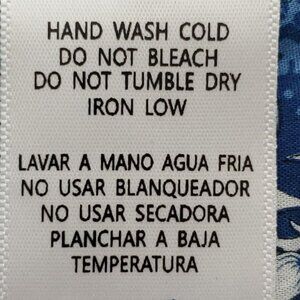 HAND WASH COLD
DO NOT BLEACH
DO NOT TUMBLE DRY
IRON LOW
LAVAR A MANO AGUA FRIA
NO USAR BLANQUEADOR
NO USAR SECADORA
PLANCHAR A BAJA
TEMPERATURA